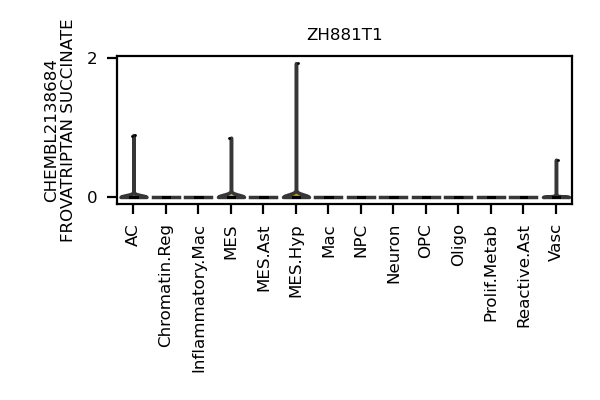 ZH881T1
CHEMBL2138684
FROVATRIPTAN SUCCINATE
2
0
AC
Chromatin.Reg
Inflammatory.Mac
MES
MES.Ast
MES.Hyp
Mac
NPC
Neuron
OPC
Oligo
Prolif.Metab
Reactive.Ast
Vasc